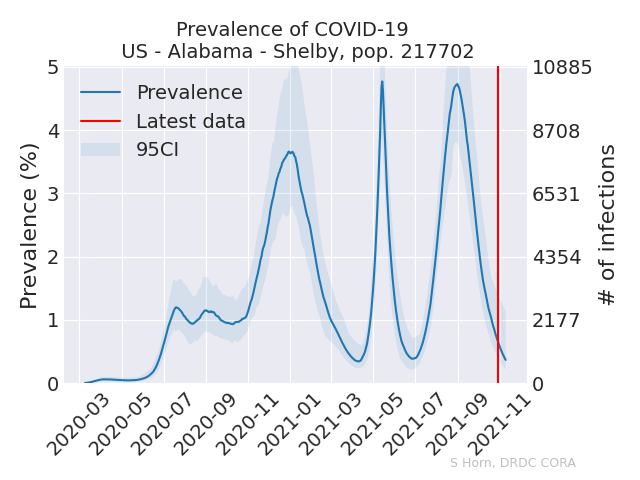 Prevalence of COVID-19
US - Alabama - Shelby, pop. 217702
Prevalence
Latest data
95CI
Prevalence (%)
5
4
3
2
1
0
10885
8708
6531
4354
2177
0
# of infections
2020-03
2020-05
2020-07
2020-09
2020-11
2021-01
2021-03
2021-05
2021-07
2021-09
2021-11
S Horn, DRDC CORA